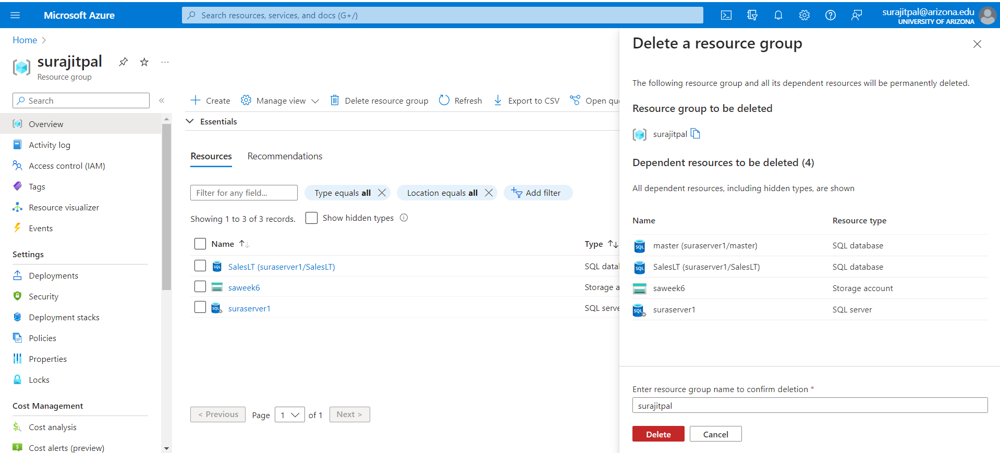 Microsoft Azure
Search resources, services, and docs (G+/)
surajitpal@arizona.edu
UNIVERSITY OF ARIZONA
Home >
surajitpal
Resource group
Search
Overview
Activity log
Access control (IAM)
Tags
Resource visualizer
Events
Settings
Deployments
Security
Deployment stacks
Policies
Properties
Locks
Cost Management
Cost analysis
Cost alerts (preview)
Create Manage view Delete resource group Refresh Export to CSV Open qu
Essentials
Resources Recommendations
Filter for any field... Type equals all Location equals all Add filter
Showing 1 to 3 of 3 records. Show hidden types
Name Type
SalesLT (suraserver1/SalesLT) SQL datal
saweek6 Storage a
suraserver1 SQL serve
< Previous Page 1 of 1 Next >
Delete a resource group
The following resource group and all its dependent resources will be permanently deleted.
Resource group to be deleted
surajitpal
Dependent resources to be deleted (4)
All dependent resources, including hidden types, are shown
Name Resource type
master (suraserver1/master) SQL database
SalesLT (suraserver1/SalesLT) SQL database
saweek6 Storage account
suraserver1 SQL server
Enter resource group name to confirm deletion *
surajitpal
Delete Cancel